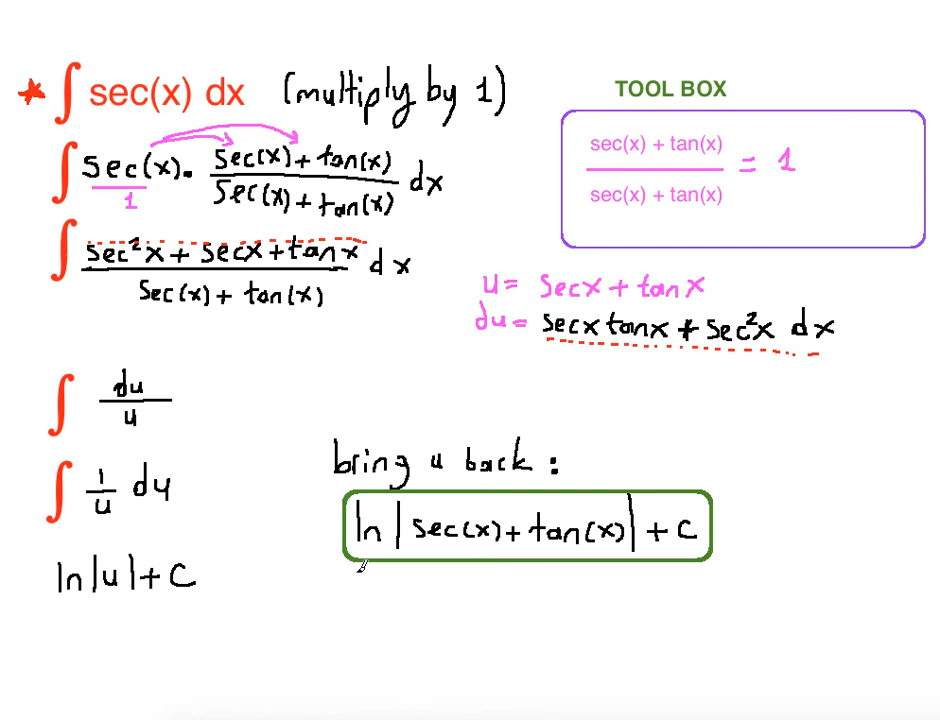 * ∫ sec(x) dx (multiply by 1)
TOOL BOX
sec(x) + tan(x)
sec(x) + tan(x)
= 1
∫ sec(x) · sec(x) + tan(x) dx
1 sec(x) + tan(x)
∫ sec²x + secx + tanx dx
sec(x) + tan(x)
u = secx + tanx
du = secx tanx + sec²x dx
∫ du
u
∫ 1 du
u
ln|u| + C
bring u back :
ln | sec(x) + tan(x) | + C